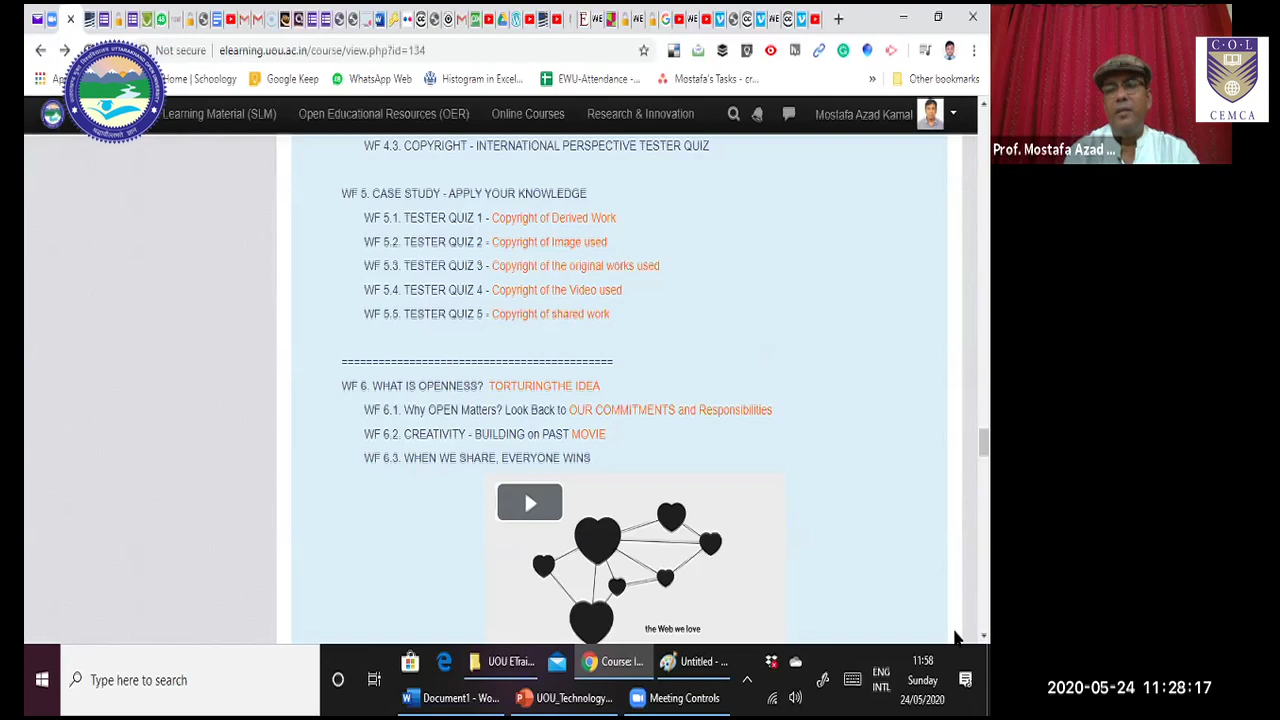 Not secure | elearning.uou.ac.in/course/view.php?id=134
Home | Schoology Google Keep WhatsApp Web Histogram in Excel... EWU-Attendance -... Mostafa's Tasks - cr... » Other bookmarks
Learning Material (SLM) Open Educational Resources (OER) Online Courses Research & Innovation Mostafa Azad Kamal
C·O·L
CEMCA
Prof. Mostafa Azad ...
WF 4.3. COPYRIGHT - INTERNATIONAL PERSPECTIVE TESTER QUIZ
WF 5. CASE STUDY - APPLY YOUR KNOWLEDGE
WF 5.1. TESTER QUIZ 1 - Copyright of Derived Work
WF 5.2. TESTER QUIZ 2 - Copyright of Image used
WF 5.3. TESTER QUIZ 3 - Copyright of the original works used
WF 5.4. TESTER QUIZ 4 - Copyright of the Video used
WF 5.5. TESTER QUIZ 5 - Copyright of shared work
============================================
WF 6. WHAT IS OPENNESS? TORTURINGTHE IDEA
WF 6.1. Why OPEN Matters? Look Back to OUR COMMITMENTS and Responsibilities
WF 6.2. CREATIVITY - BUILDING on PAST MOVIE
WF 6.3. WHEN WE SHARE, EVERYONE WINS
the Web we love
Type here to search
UOU ETrai... Course: I... Untitled - ...
Document1 - Wo... UOU_Technology... Meeting Controls
ENG
INTL
11:58
Sunday
24/05/2020
2020-05-24 11:28:17